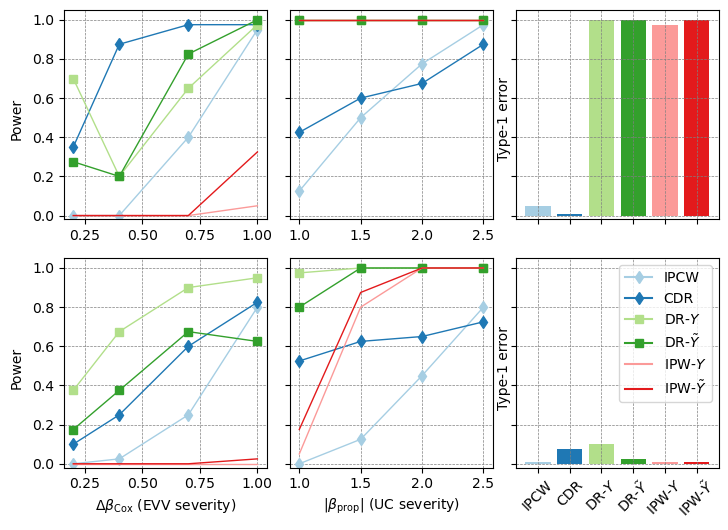 Power
1.0
0.8
0.6
0.4
0.2
0.0
0.25 0.50 0.75 1.00
1.0 1.5 2.0 2.5
Type-1 error
Power
1.0
0.8
0.6
0.4
0.2
0.0
0.25 0.50 0.75 1.00
Δβ_Cox (EVV severity)
1.0 1.5 2.0 2.5
|β_prop| (UC severity)
Type-1 error
IPCW
CDR
DR-Y
DR-Ỹ
IPW-Y
IPW-Ỹ
IPCW
CDR
DR-Y
DR-Ỹ
IPW-Y
IPW-Ỹ